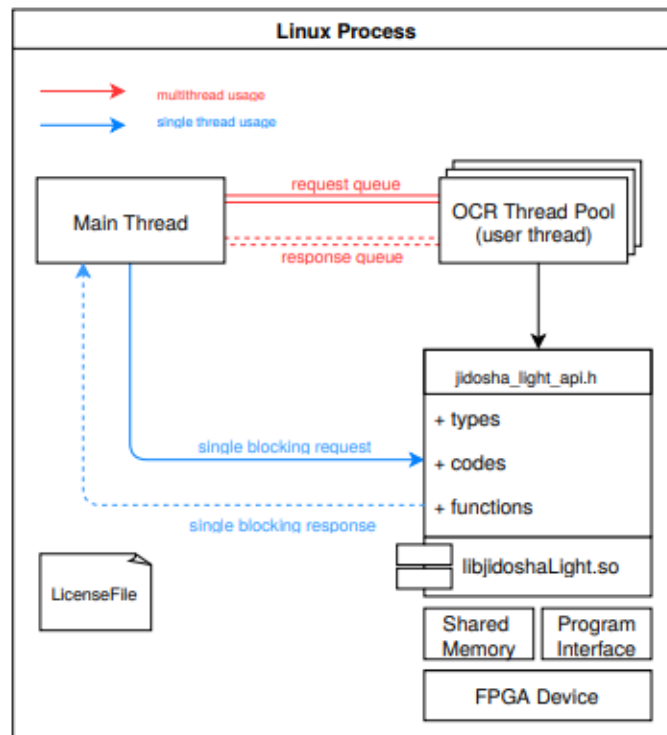 Linux Process
multithread usage
single thread usage
request queue
Main Thread
OCR Thread Pool
(user thread)
response queue
jidosha_light_api.h
+ types
single blocking request
+ codes
+ functions
single blocking response
libjidoshaLight.so
LicenseFile
Shared
Memory
Program
Interface
FPGA Device